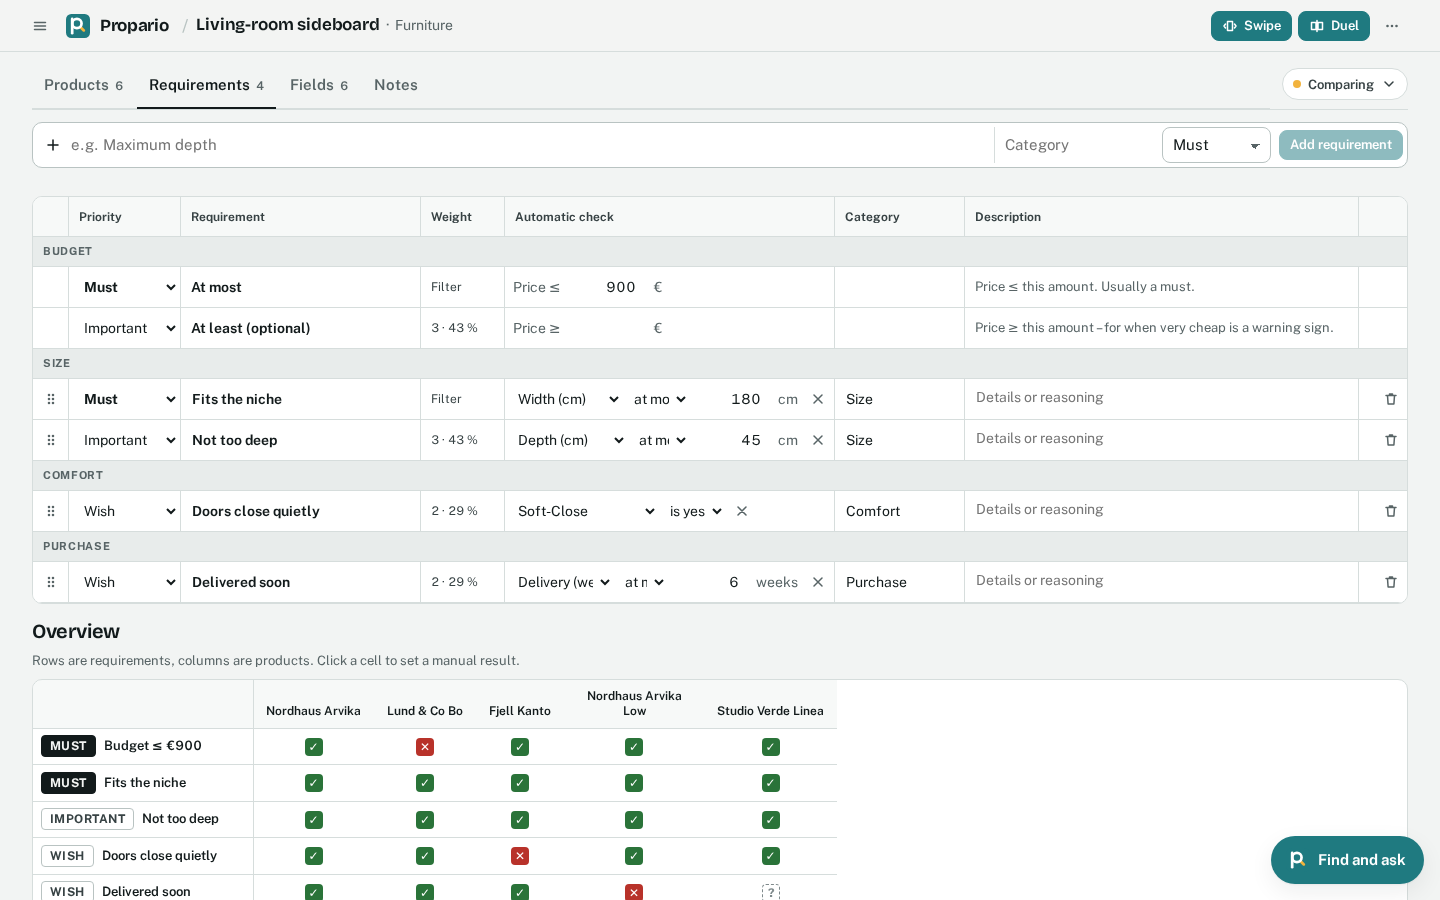 Propario / Living-room sideboard · Furniture
Swipe
Duel
Products 6
Requirements 4
Fields 6
Notes
Comparing
e.g. Maximum depth
Category
Must
Add requirement
Priority Requirement Weight Automatic check Category Description
BUDGET
Must At most Filter Price ≤ 900 € Price ≤ this amount. Usually a must.
Important At least (optional) 3 · 43 % Price ≥ € Price ≥ this amount – for when very cheap is a warning sign.
SIZE
Must Fits the niche Filter Width (cm) at mo 180 cm Size Details or reasoning
Important Not too deep 3 · 43 % Depth (cm) at m 45 cm Size Details or reasoning
COMFORT
Wish Doors close quietly 2 · 29 % Soft-Close is yes Comfort Details or reasoning
PURCHASE
Wish Delivered soon 2 · 29 % Delivery (we at n 6 weeks Purchase Details or reasoning
Overview
Rows are requirements, columns are products. Click a cell to set a manual result.
Nordhaus Arvika Lund & Co Bo Fjell Kanto Nordhaus Arvika Low Studio Verde Linea
MUST Budget ≤ €900
MUST Fits the niche
IMPORTANT Not too deep
WISH Doors close quietly
WISH Delivered soon ?
Find and ask